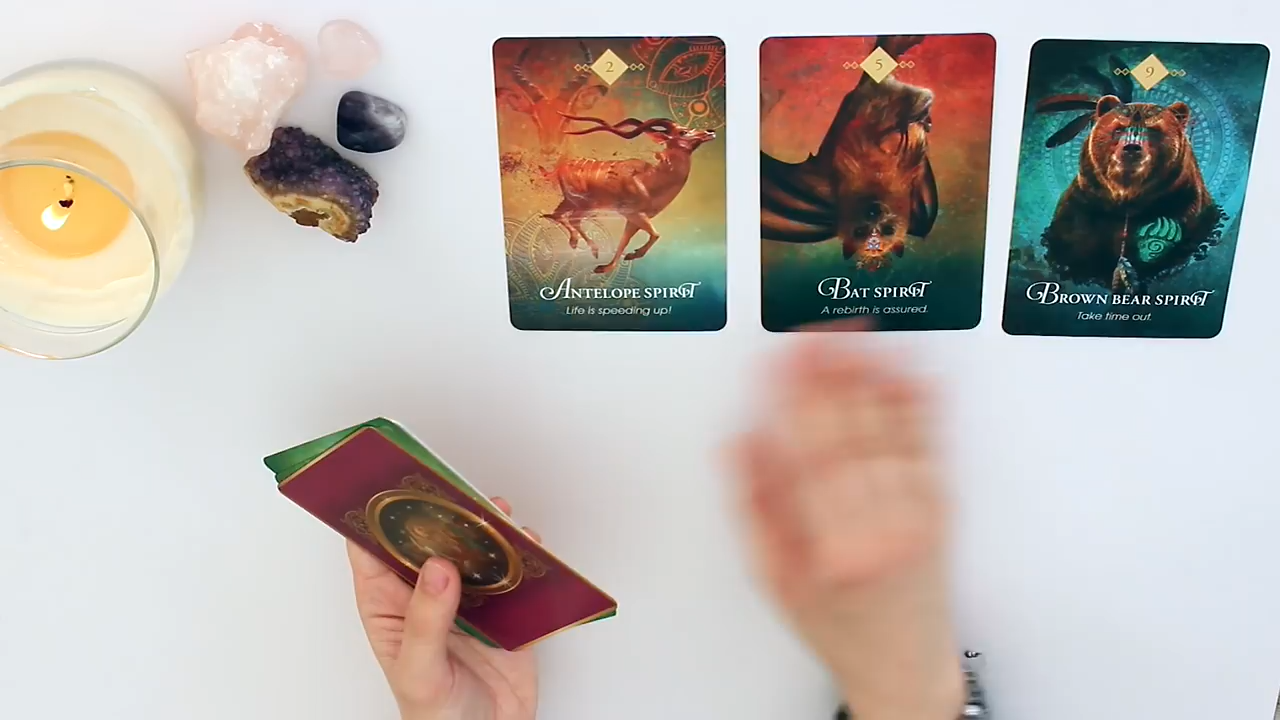 2
ANTELOPE SPIRIT
Life is speeding up!
5
BAT SPIRIT
A rebirth is assured.
9
BROWN BEAR SPIRIT
Take time out.